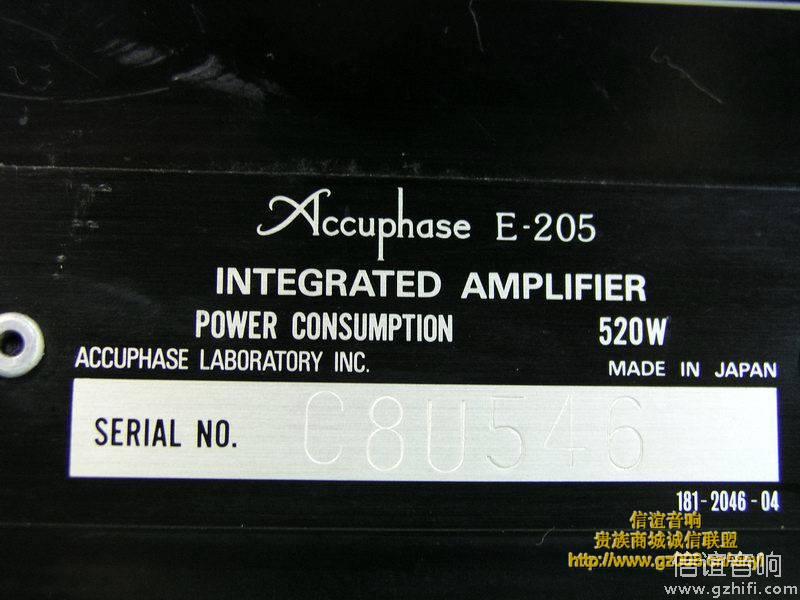 Accuphase E-205
INTEGRATED AMPLIFIER
POWER CONSUMPTION 520W
ACCUPHASE LABORATORY INC. MADE IN JAPAN
SERIAL NO. C8U546
181-2046-04
信谊音响
贵族商城诚信联盟
信谊音响
www.gzhifi.com